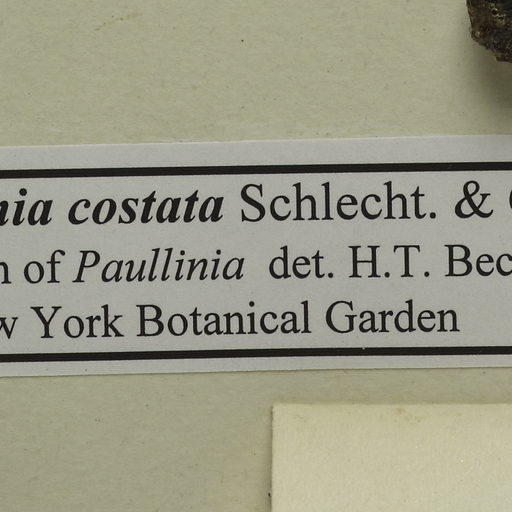 nia costata Schlecht. &
of Paullinia det. H.T. Bec
w York Botanical Garden